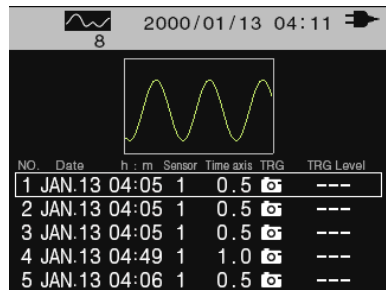 2000/01/13 04:11
8
NO. Date h : m Sensor Time axis TRG TRG Level
1 JAN.13 04:05 1 0.5 ---
2 JAN.13 04:05 1 0.5 ---
3 JAN.13 04:05 1 0.5 ---
4 JAN.13 04:49 1 1.0 ---
5 JAN.13 04:06 1 0.5 ---